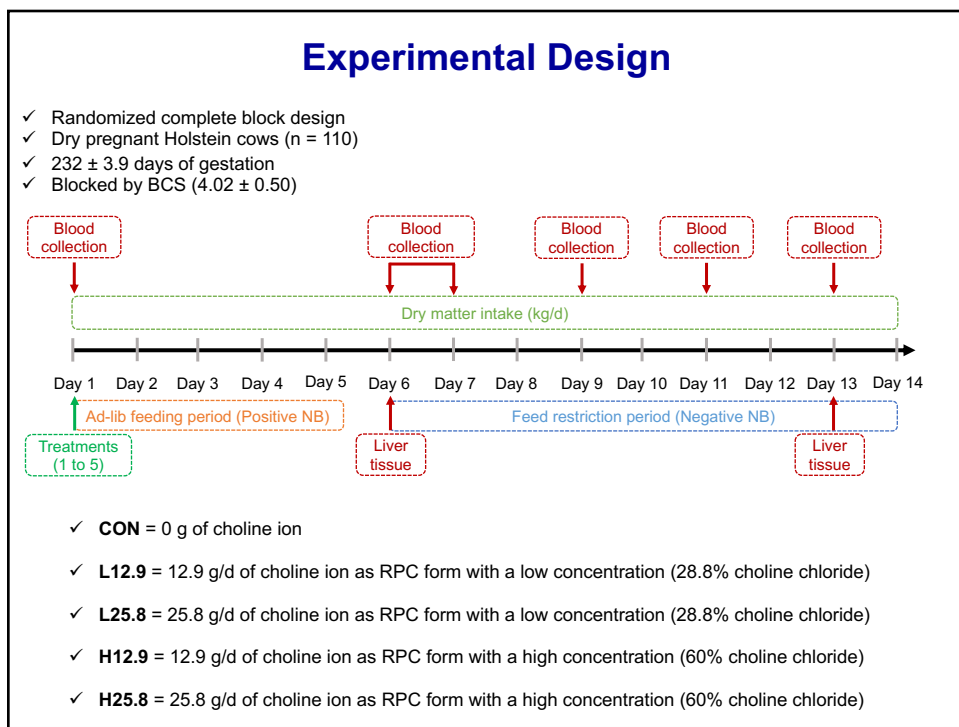 Experimental Design
✓ Randomized complete block design
✓ Dry pregnant Holstein cows (n = 110)
✓ 232 ± 3.9 days of gestation
✓ Blocked by BCS (4.02 ± 0.50)
Blood collection
Blood collection
Blood collection
Blood collection
Blood collection
Dry matter intake (kg/d)
Day 1 Day 2 Day 3 Day 4 Day 5 Day 6 Day 7 Day 8 Day 9 Day 10 Day 11 Day 12 Day 13 Day 14
Ad-lib feeding period (Positive NB)
Feed restriction period (Negative NB)
Treatments
(1 to 5)
Liver
tissue
Liver
tissue
✓ CON = 0 g of choline ion
✓ L12.9 = 12.9 g/d of choline ion as RPC form with a low concentration (28.8% choline chloride)
✓ L25.8 = 25.8 g/d of choline ion as RPC form with a low concentration (28.8% choline chloride)
✓ H12.9 = 12.9 g/d of choline ion as RPC form with a high concentration (60% choline chloride)
✓ H25.8 = 25.8 g/d of choline ion as RPC form with a high concentration (60% choline chloride)